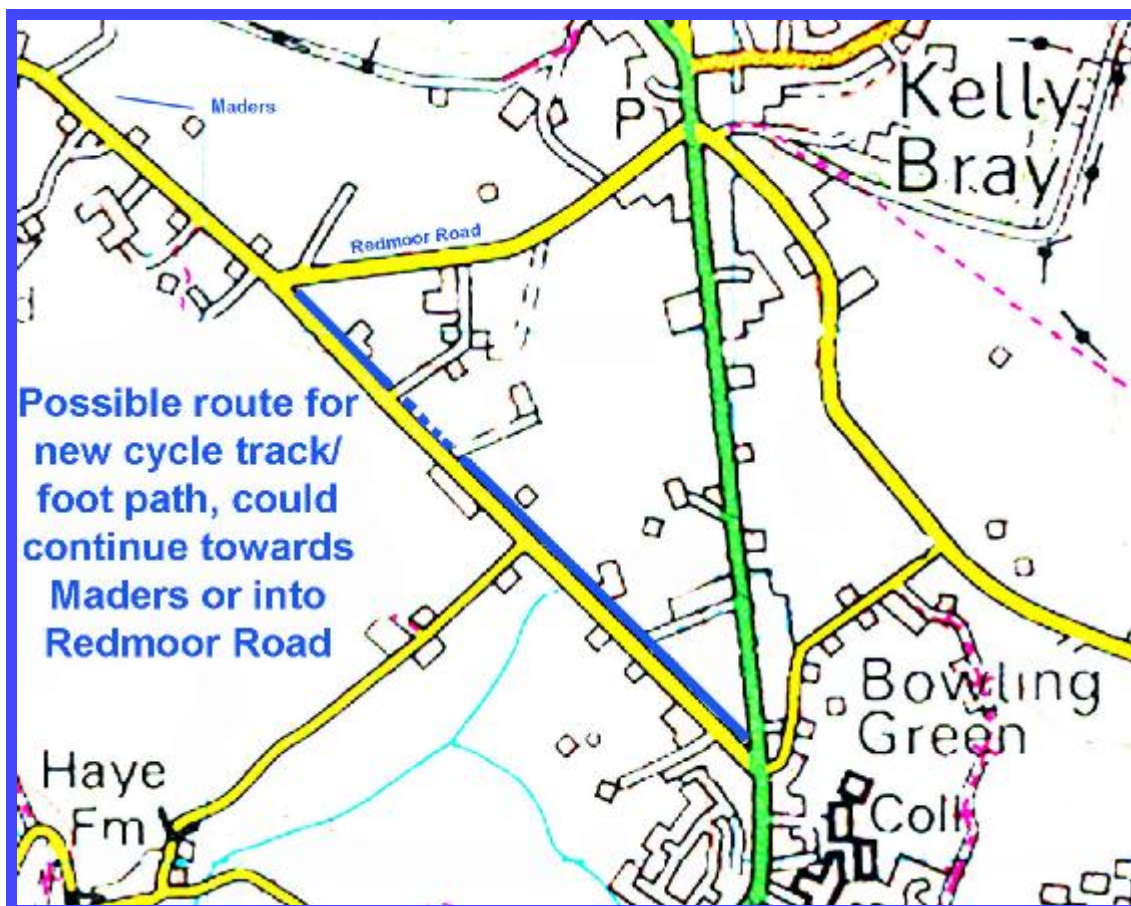 Maders
P
Kelly
Bray
Redmoor Road
Possible route for
new cycle track/
foot path, could
continue towards
Maders or into
Redmoor Road
Bowling
Green
Haye
Fm
Coll